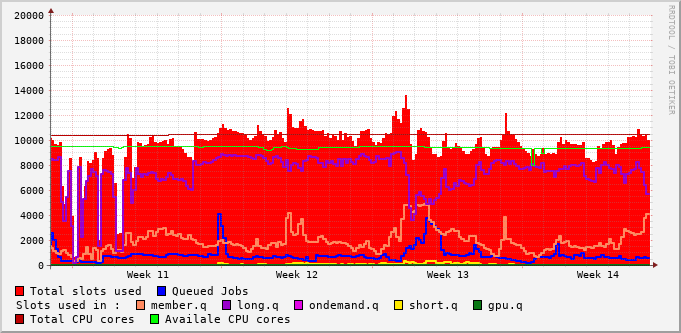 20000
18000
16000
14000
12000
10000
8000
6000
4000
2000
0
Week 11 Week 12 Week 13 Week 14
RRDTOOL / TOBI OETIKER
Total slots used Queued Jobs
Slots used in : member.q long.q ondemand.q short.q gpu.q
Total CPU cores Availale CPU cores